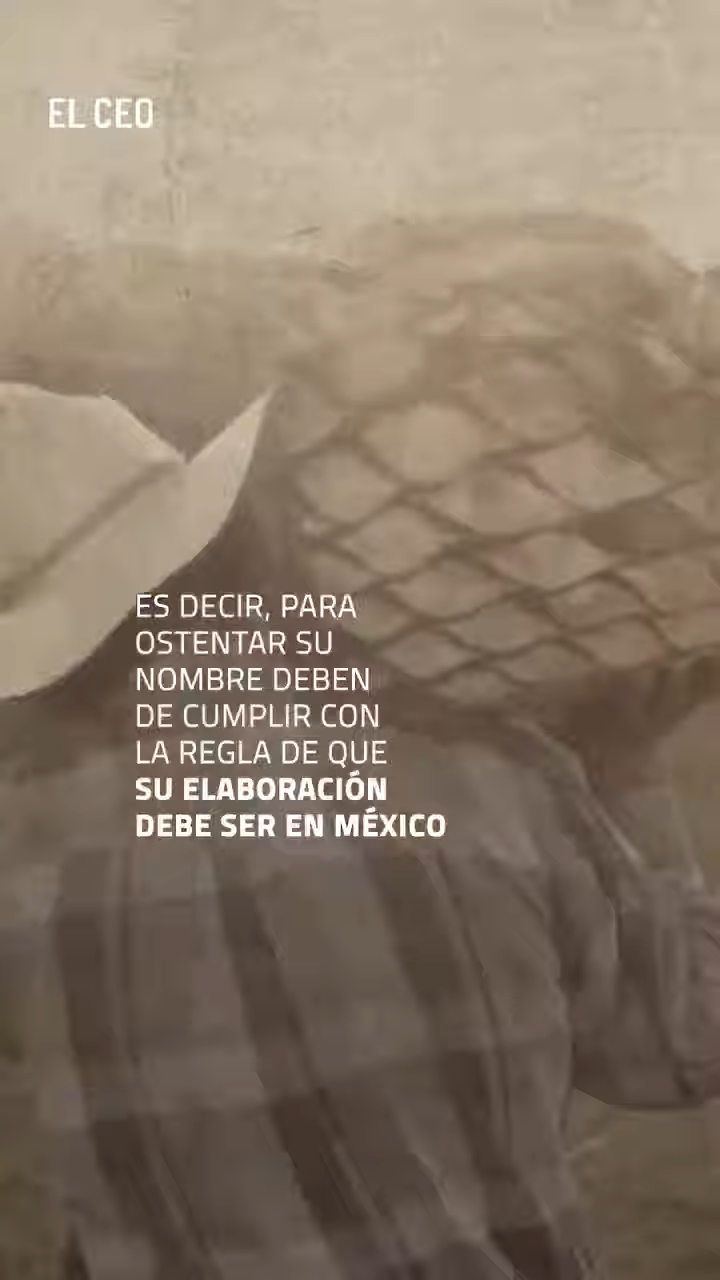 EL CEO
ES DECIR, PARA
OSTENTAR SU
NOMBRE DEBEN
DE CUMPLIR CON
LA REGLA DE QUE
SU ELABORACIÓN
DEBE SER EN MÉXICO